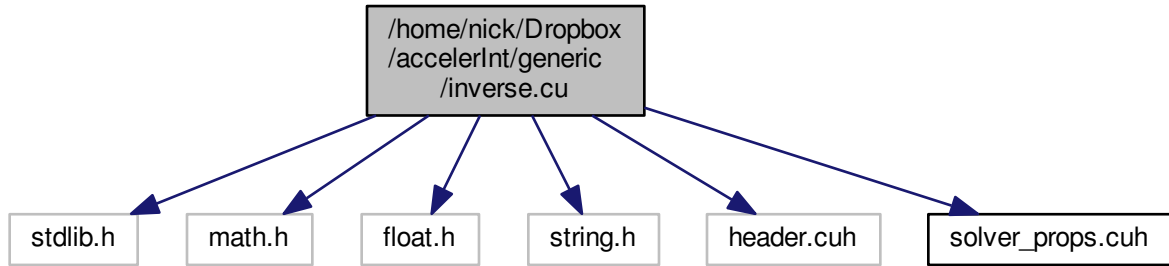 /home/nick/Dropbox
/accelerInt/generic
/inverse.cu
stdlib.h
math.h
float.h
string.h
header.cuh
solver_props.cuh